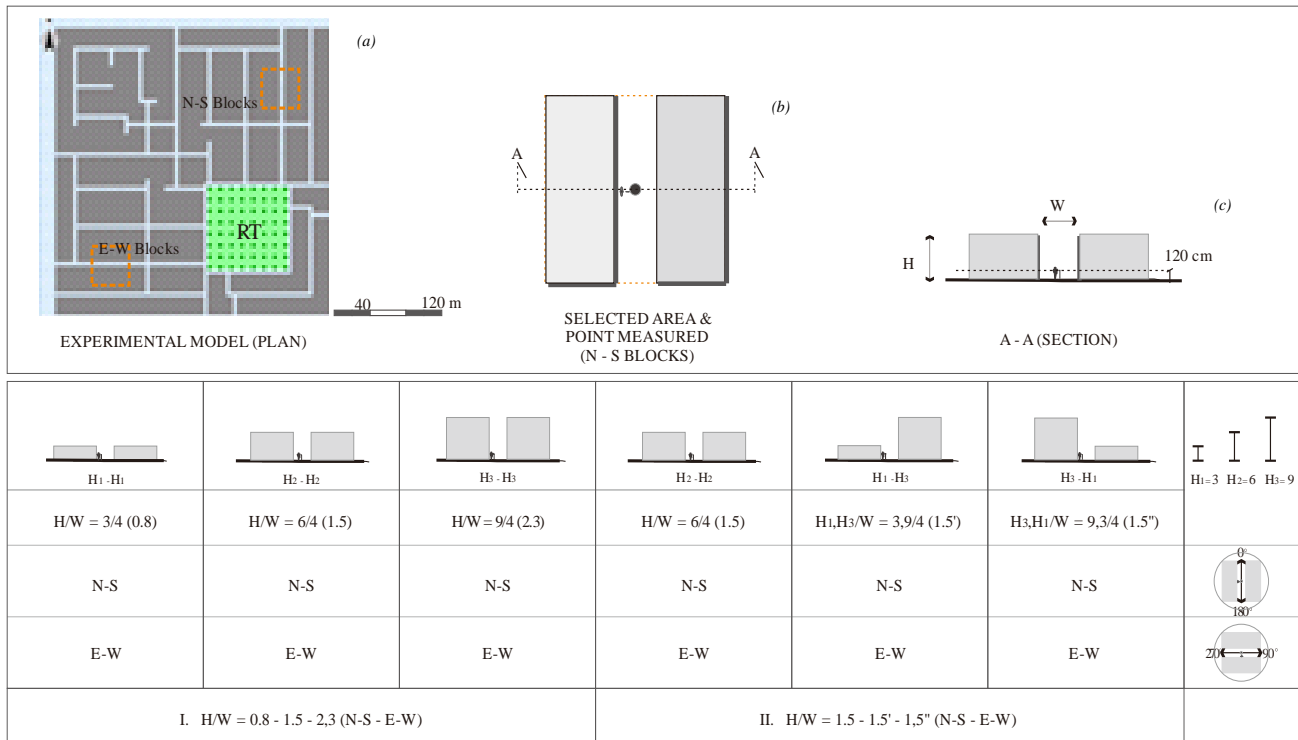 (a)
N-S Blocks
RT
E-W Blocks
40 120 m
EXPERIMENTAL MODEL (PLAN)
(b)
A A
SELECTED AREA &
POINT MEASURED
(N - S BLOCKS)
(c)
W
H
120 cm
A - A (SECTION)
H1 - H1 H2 - H2 H3 - H3 H2 - H2 H1 - H3 H3 - H1 H1=3 H2=6 H3=9
H/W = 3/4 (0.8) H/W = 6/4 (1.5) H/W= 9/4 (2.3) H/W = 6/4 (1.5) H1,H3/W = 3,9/4 (1.5') H3,H1/W = 9,3/4 (1.5'')
0°
N-S N-S N-S N-S N-S N-S
180°
E-W E-W E-W E-W E-W E-W 270° 90°
I. H/W = 0.8 - 1.5 - 2,3 (N-S - E-W) II. H/W = 1.5 - 1.5' - 1,5" (N-S - E-W)